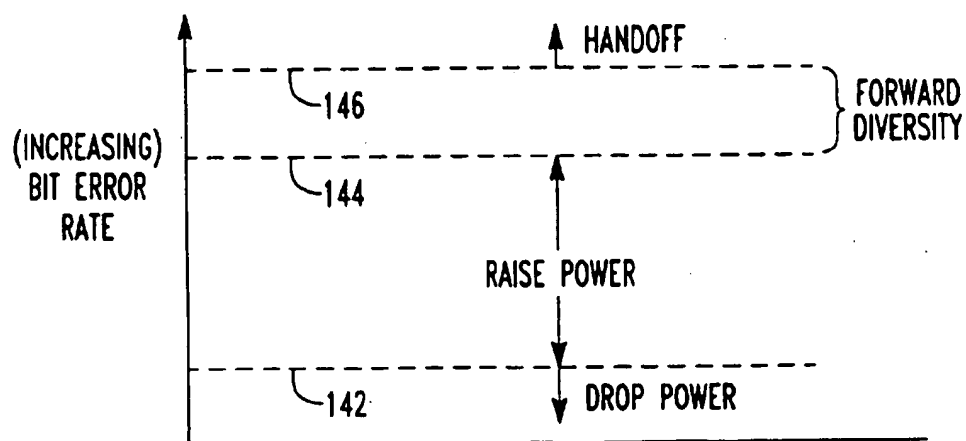 HANDOFF
146
FORWARD
DIVERSITY
(INCREASING)
BIT ERROR
RATE
144
RAISE POWER
142
DROP POWER